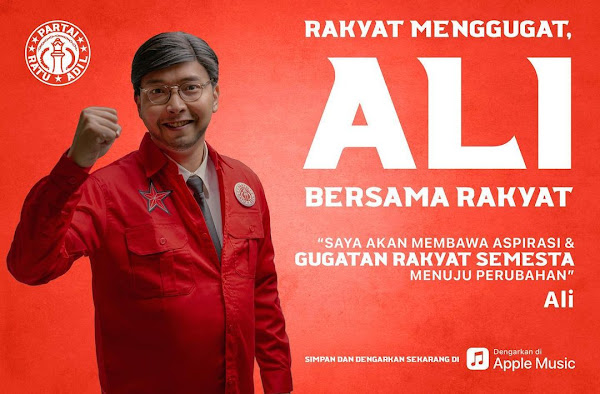 PARTAI
RATU ADIL
RAKYAT MENGGUGAT,
ALI
BERSAMA RAKYAT
“SAYA AKAN MEMBAWA ASPIRASI &
GUGATAN RAKYAT SEMESTA
MENUJU PERUBAHAN”
Ali
SIMPAN DAN DENGARKAN SEKARANG DI
Dengarkan di
Apple Music